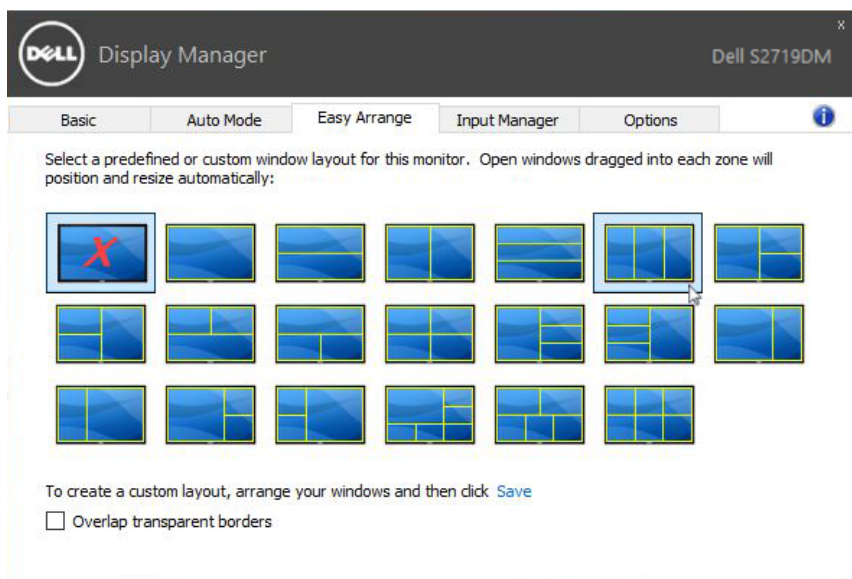 x
DELL Display Manager
Dell S2719DM
Basic Auto Mode Easy Arrange Input Manager Options
Select a predefined or custom window layout for this monitor. Open windows dragged into each zone will
position and resize automatically:
X
To create a custom layout, arrange your windows and then click Save
Overlap transparent borders